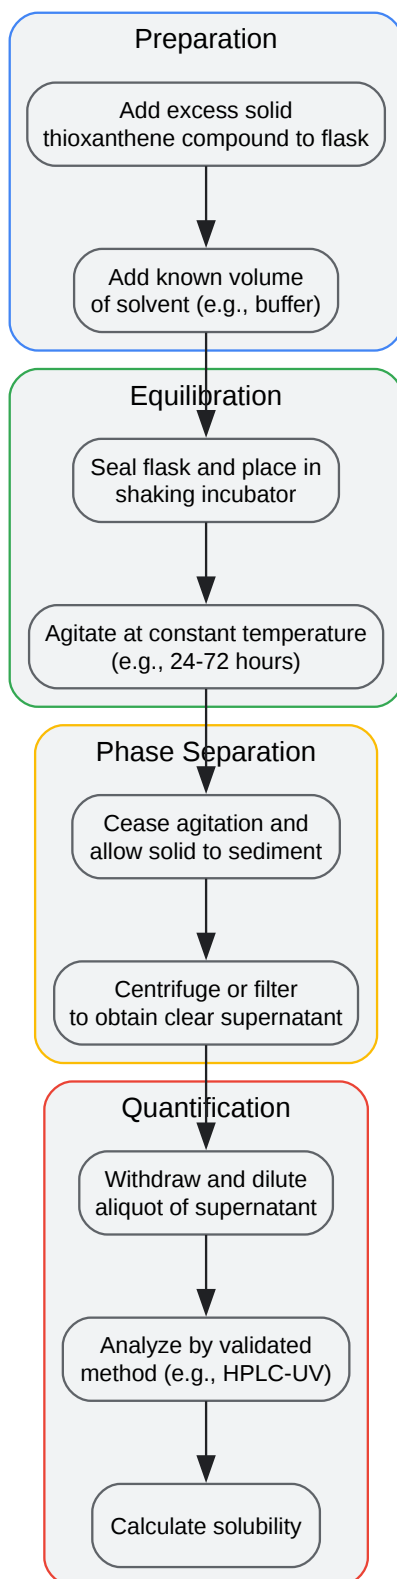 Preparation
Add excess solid
thioxanthene compound to flask
Add known volume
of solvent (e.g., buffer)
Equilibration
Seal flask and place in
shaking incubator
Agitate at constant temperature
(e.g., 24-72 hours)
Phase Separation
Cease agitation and
allow solid to sediment
Centrifuge or filter
to obtain clear supernatant
Quantification
Withdraw and dilute
aliquot of supernatant
Analyze by validated
method (e.g., HPLC-UV)
Calculate solubility